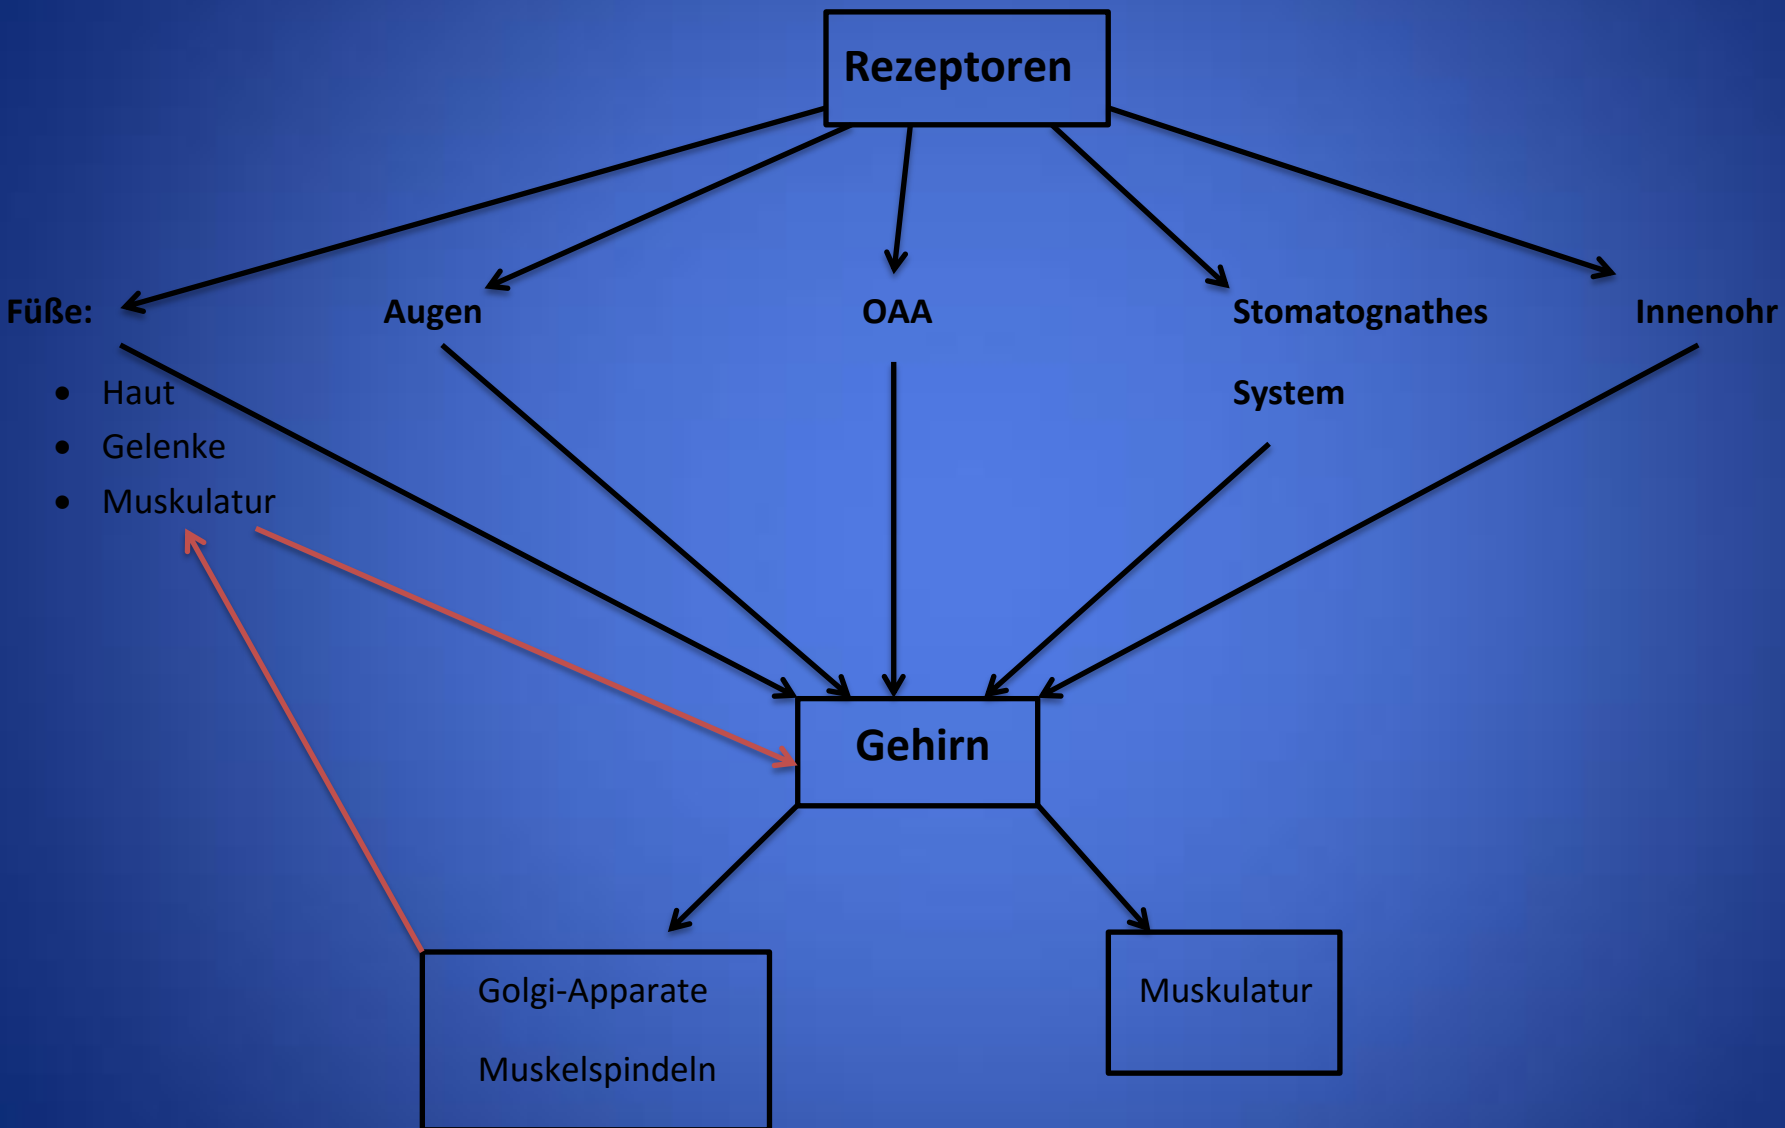 Rezeptoren
Füße:
Augen
OAA
Stomatognathes
System
Innenohr
• Haut
• Gelenke
• Muskulatur
Gehirn
Golgi-Apparate
Muskelspindeln
Muskulatur